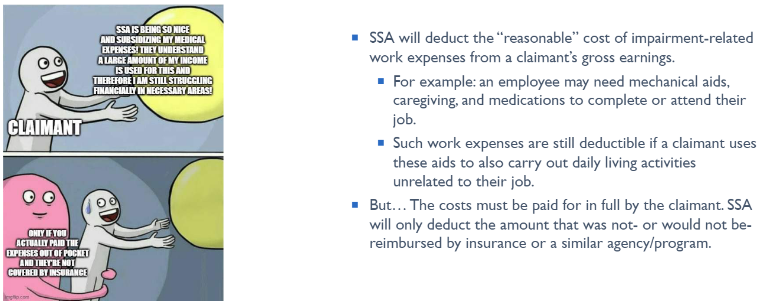 SSA IS BEING SO NICE
AND SUBSIDIZING MY MEDICAL
EXPENSES! THEY UNDERSTAND
A LARGE AMOUNT OF MY INCOME
IS USED FOR THIS AND
THEREFORE I AM STILL STRUGGLING
FINANCIALLY IN NECESSARY AREAS!
CLAIMANT
ONLY IF YOU
ACTUALLY PAID THE
EXPENSES OUT OF POCKET
AND THEY'RE NOT
COVERED BY INSURANCE
imgflip.com
SSA will deduct the “reasonable” cost of impairment-related
work expenses from a claimant’s gross earnings.
For example: an employee may need mechanical aids,
caregiving, and medications to complete or attend their
job.
Such work expenses are still deductible if a claimant uses
these aids to also carry out daily living activities
unrelated to their job.
But… The costs must be paid for in full by the claimant. SSA
will only deduct the amount that was not- or would not be-
reimbursed by insurance or a similar agency/program.